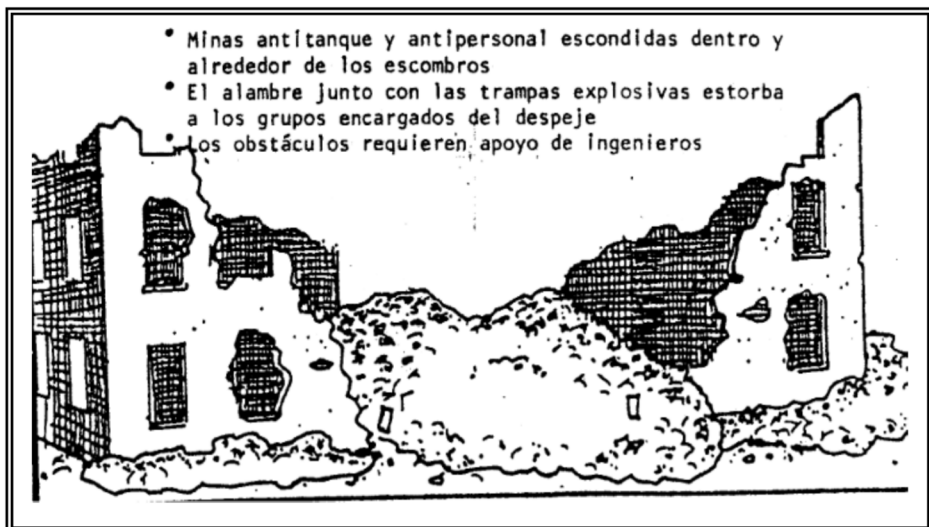 • Minas antitanque y antipersonal escondidas dentro y
alrededor de los escombros
• El alambre junto con las trampas explosivas estorba
a los grupos encargados del despeje
• Los obstáculos requieren apoyo de ingenieros